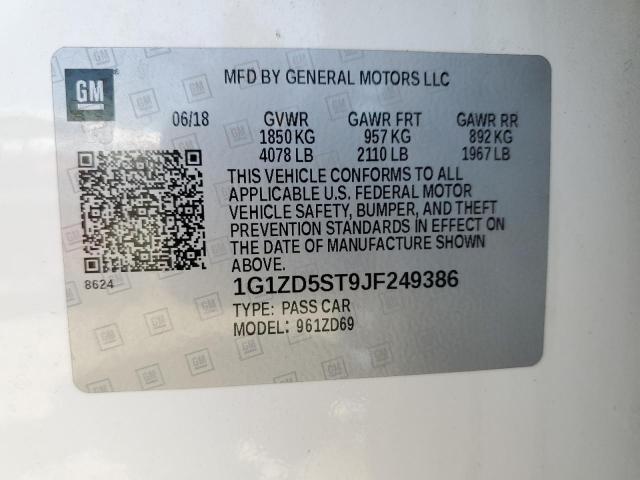 GM
MFD BY GENERAL MOTORS LLC
06/18 GVWR GAWR FRT GAWR RR
1850 KG 957 KG 892 KG
4078 LB 2110 LB 1967 LB
THIS VEHICLE CONFORMS TO ALL
APPLICABLE U.S. FEDERAL MOTOR
VEHICLE SAFETY, BUMPER, AND THEFT
PREVENTION STANDARDS IN EFFECT ON
THE DATE OF MANUFACTURE SHOWN
ABOVE.
8624
1G1ZD5ST9JF249386
TYPE: PASS CAR
MODEL: 961ZD69